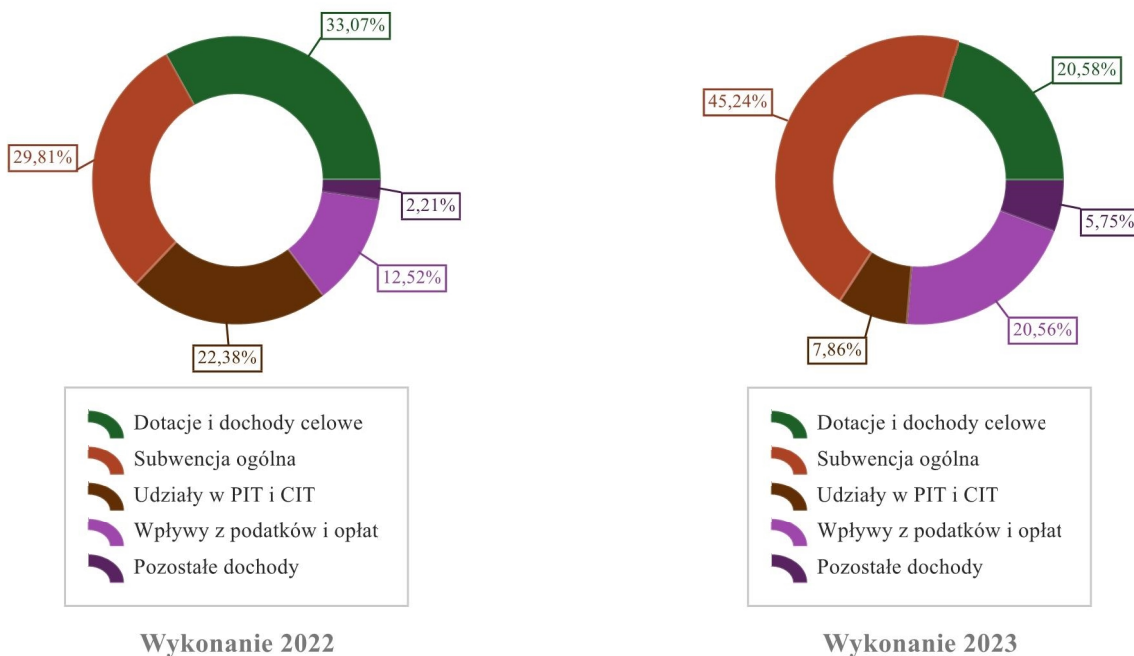 33,07%
29,81%
2,21%
12,52%
22,38%
Dotacje i dochody celowe
Subwencja ogólna
Udziały w PIT i CIT
Wpływy z podatków i opłat
Pozostałe dochody
Wykonanie 2022
20,58%
45,24%
5,75%
20,56%
7,86%
Dotacje i dochody celowe
Subwencja ogólna
Udziały w PIT i CIT
Wpływy z podatków i opłat
Pozostałe dochody
Wykonanie 2023